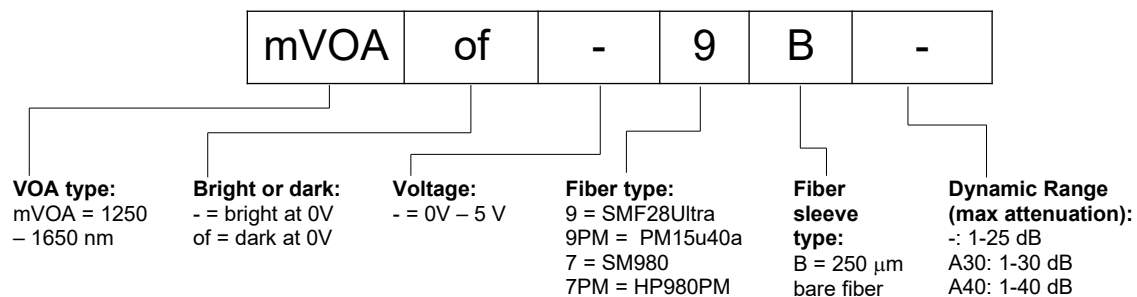 mVOA of - 9 B -
VOA type:
mVOA = 1250
– 1650 nm
Bright or dark:
- = bright at 0V
of = dark at 0V
Voltage:
- = 0V – 5 V
Fiber type:
9 = SMF28Ultra
9PM = PM15u40a
7 = SM980
7PM = HP980PM
Fiber
sleeve
type:
B = 250 μm
bare fiber
Dynamic Range
(max attenuation):
-: 1-25 dB
A30: 1-30 dB
A40: 1-40 dB